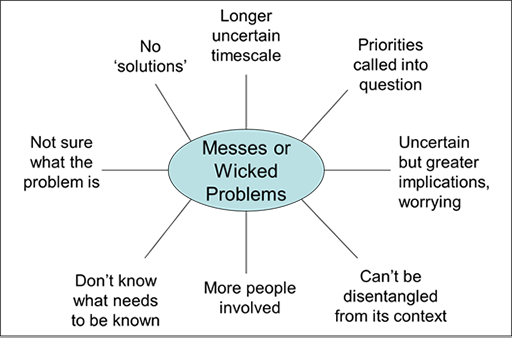 Longer
uncertain
timescale
No
‘solutions’
Priorities
called into
question
Not sure
what the
problem is
Messes or
Wicked
Problems
Uncertain
but greater
implications,
worrying
Don’t know
what needs
to be known
More people
involved
Can’t be
disentangled
from its context